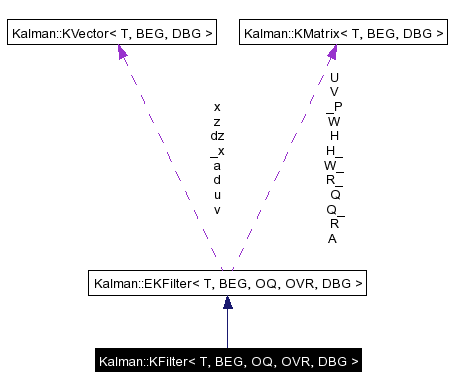 Kalman::KVector< T, BEG, DBG >
Kalman::KMatrix< T, BEG, DBG >
x
z
dz
_x
a
d
u
v
U
V
_P
W
H
H_
W_
R_
Q
Q_
R
A
Kalman::EKFilter< T, BEG, OQ, OVR, DBG >
Kalman::KFilter< T, BEG, OQ, OVR, DBG >